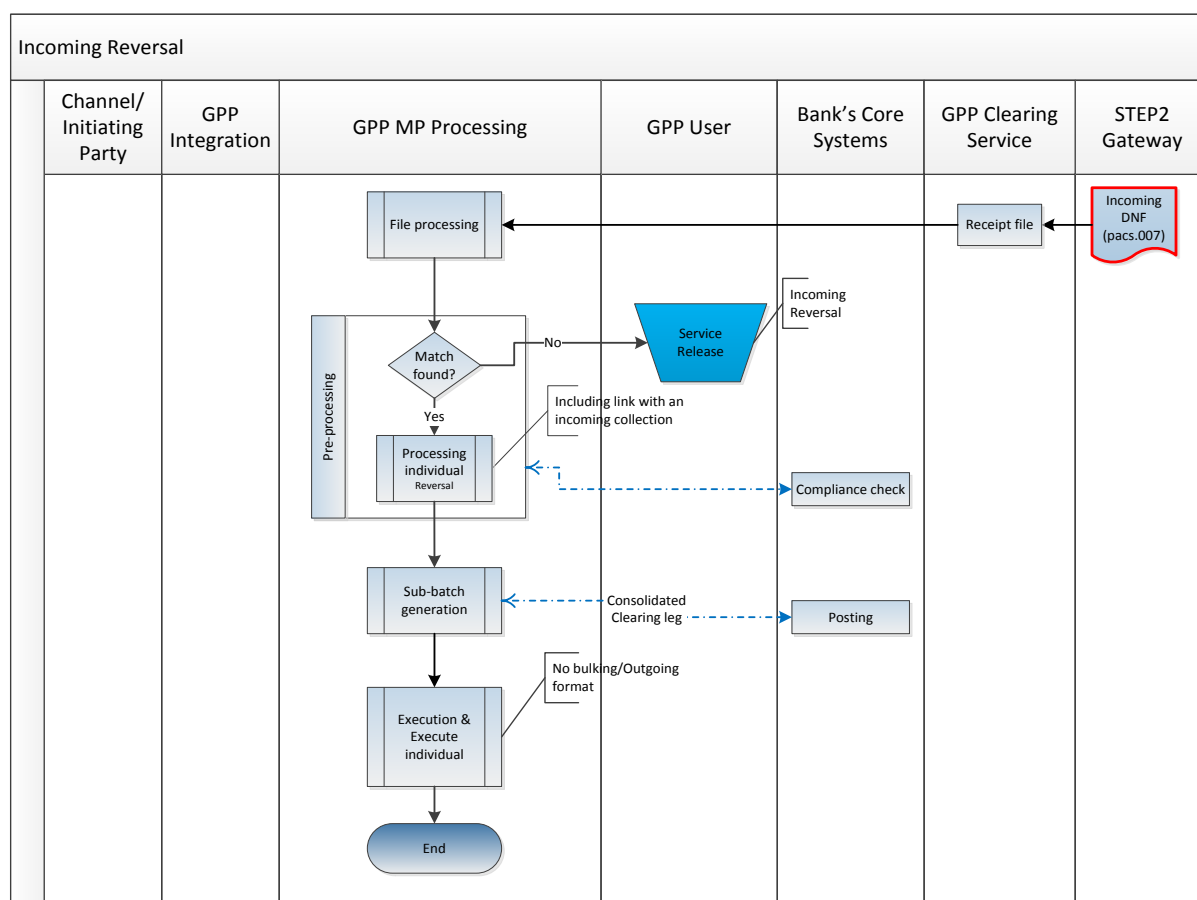 Incoming Reversal
Channel/
Initiating
Party
GPP
Integration
GPP MP Processing
GPP User
Bank's Core
Systems
GPP Clearing
Service
STEP2
Gateway
File processing
Receipt file
Incoming
DNF
(pacs.007)
Pre-processing
Match
found?
No
Service
Release
Incoming
Reversal
Yes
Including link with an
incoming collection
Processing
individual
Reversal
Compliance check
Sub-batch
generation
Consolidated
Clearing leg
Posting
No bulking/Outgoing
format
Execution &
Execute
individual
End